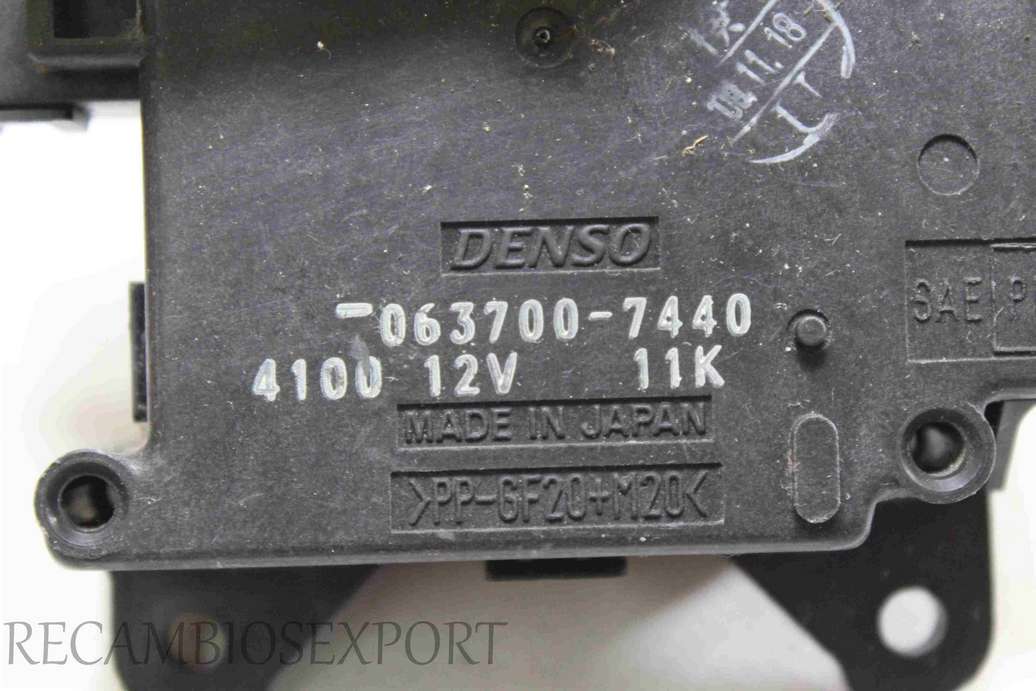 08.11.18
DENSO
-063700-7440
4100 12V 11K
SAE P
MADE IN JAPAN
>PP-GF20+M20<
RECAMBIOSEXPORT